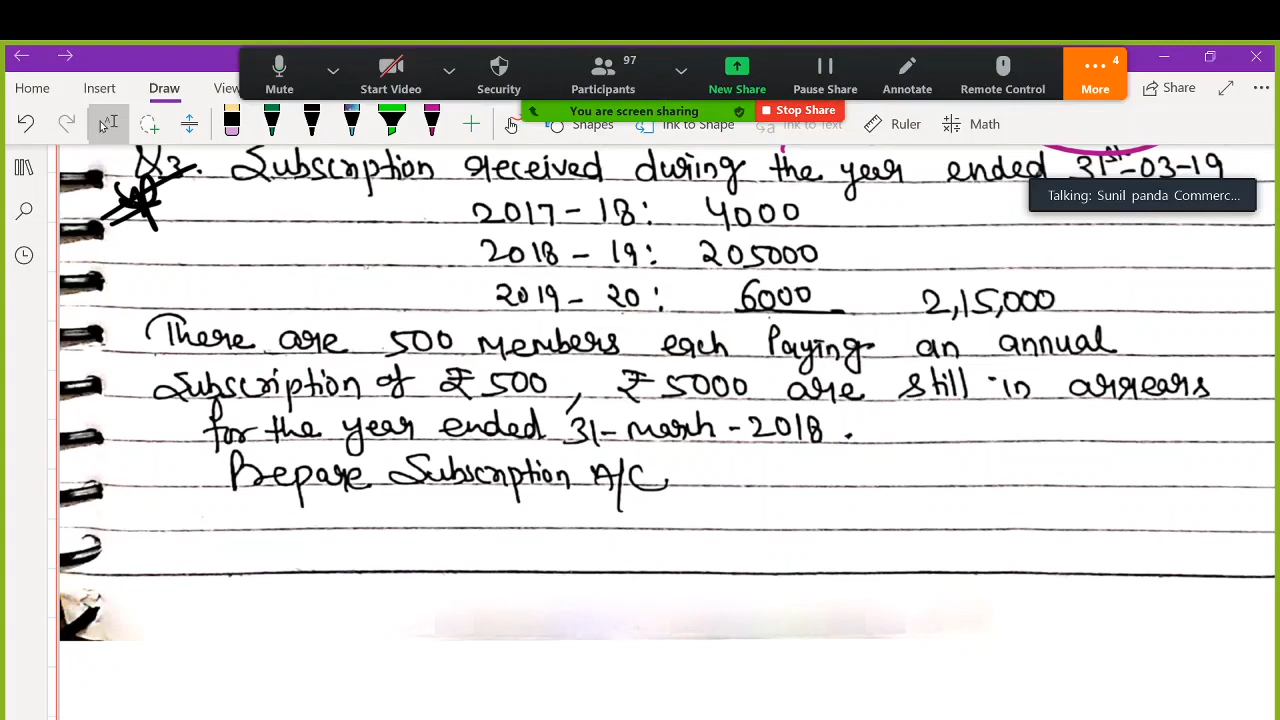 97
4
Mute
Start Video
Security
Participants
New Share
Pause Share
Annotate
Remote Control
More
You are screen sharing
Stop Share
Home
Insert
Draw
View
Share
Shapes
Ink to Shape
Ink to Text
Ruler
Math
Talking: Sunil panda Commerc...
Q3. Subscription received during the year ended 31st-03-19
2017-18: 4000
2018-19: 205000
2019-20: 6000 2,15,000
There are 500 members each Paying an annual
Subscription of ₹500, ₹5000 are still in arrears
for the year ended 31-march-2018.
Prepare Subscription A/C